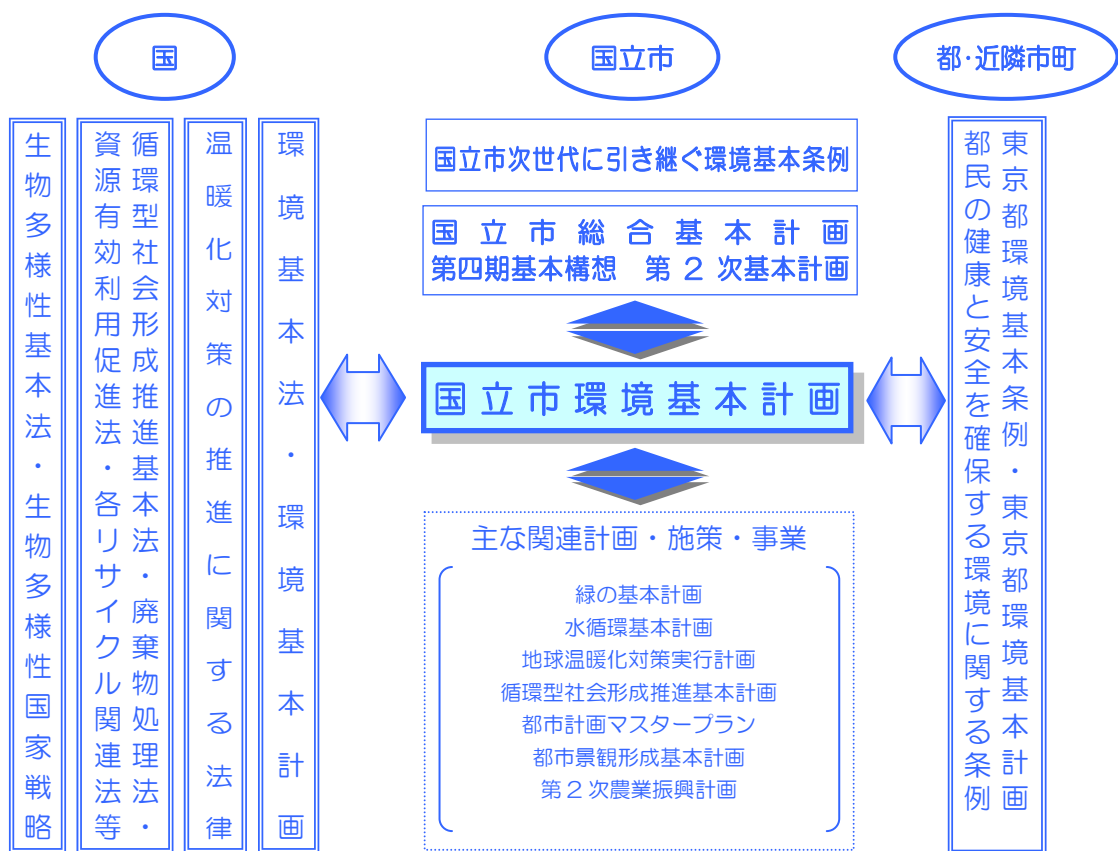 国
国立市
都・近隣市町
生物多様性基本法・生物多様性国家戦略
循環型社会形成推進基本法・廃棄物処理法・
資源有効利用促進法・各リサイクル関連法等
温暖化対策の推進に関する法律
環境基本法・環境基本計画
国立市次世代に引き継ぐ環境基本条例
国立市総合基本計画
第四期基本構想　第２次基本計画
国立市環境基本計画
主な関連計画・施策・事業
緑の基本計画
水循環基本計画
地球温暖化対策実行計画
循環型社会形成推進基本計画
都市計画マスタープラン
都市景観形成基本計画
第２次農業振興計画
東京都環境基本条例・東京都環境基本計画
都民の健康と安全を確保する環境に関する条例